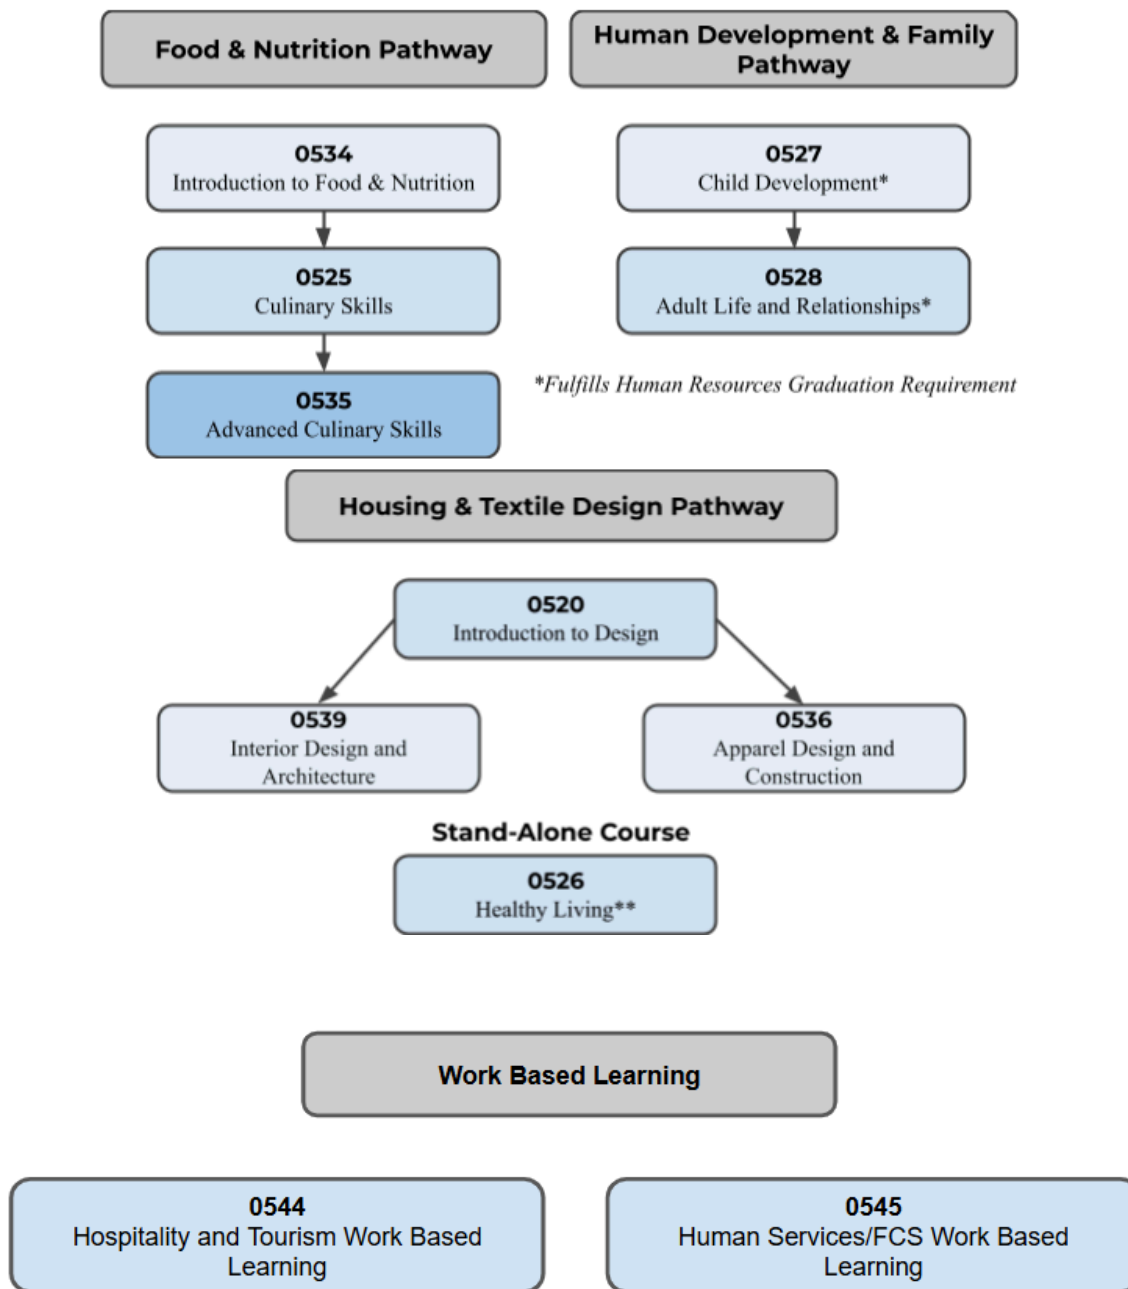 Food & Nutrition Pathway
0534
Introduction to Food & Nutrition
0525
Culinary Skills
0535
Advanced Culinary Skills
Human Development & Family
Pathway
0527
Child Development*
0528
Adult Life and Relationships*
*Fulfills Human Resources Graduation Requirement
Housing & Textile Design Pathway
0520
Introduction to Design
0539
Interior Design and
Architecture
0536
Apparel Design and
Construction
Stand-Alone Course
0526
Healthy Living**
Work Based Learning
0544
Hospitality and Tourism Work Based
Learning
0545
Human Services/FCS Work Based
Learning